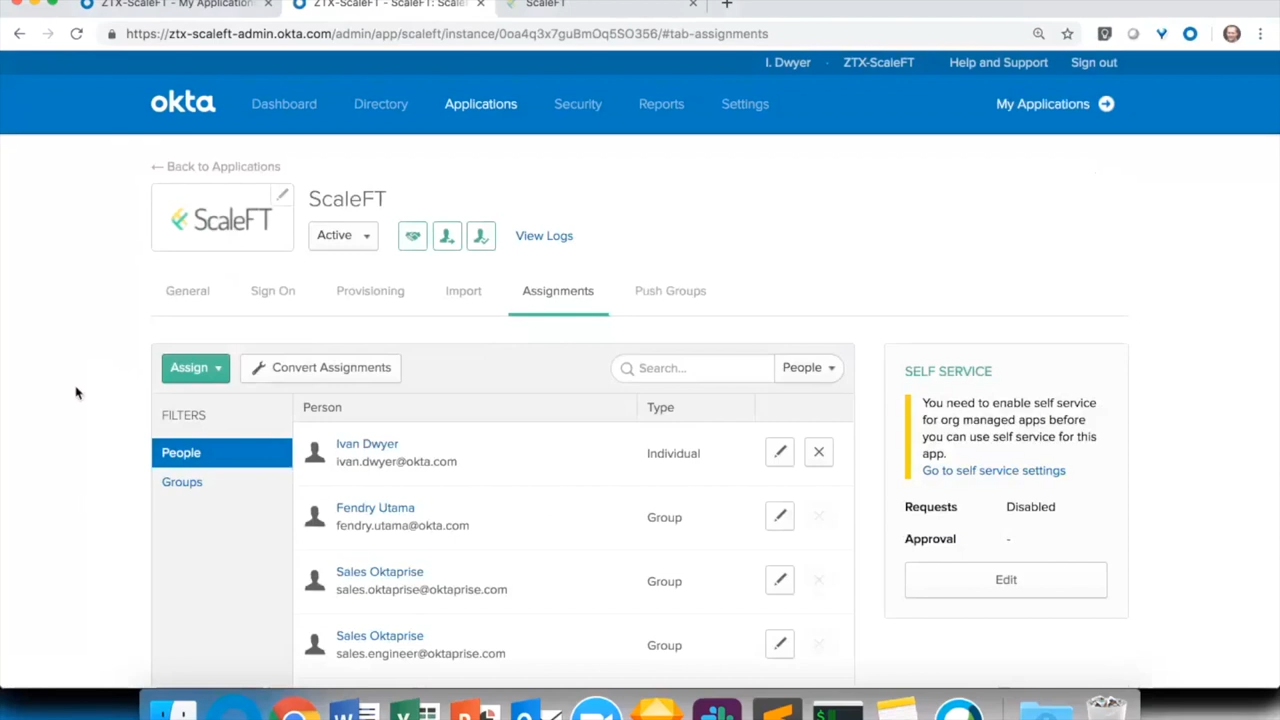 ZTX-ScaleFT - My Application
ZTX-ScaleFT - ScaleFT: Scale
ScaleFT
https://ztx-scaleft-admin.okta.com/admin/app/scaleft/instance/0oa4q3x7guBmOq5SO356/#tab-assignments
I. Dwyer · ZTX-ScaleFT Help and Support Sign out
okta Dashboard Directory Applications Security Reports Settings My Applications
← Back to Applications
ScaleFT
ScaleFT
Active
View Logs
General Sign On Provisioning Import Assignments Push Groups
Assign Convert Assignments Search... People
FILTERS
People
Groups
Person Type
Ivan Dwyer
ivan.dwyer@okta.com
Individual
Fendry Utama
fendry.utama@okta.com
Group
Sales Oktaprise
sales.oktaprise@oktaprise.com
Group
Sales Oktaprise
sales.engineer@oktaprise.com
Group
SELF SERVICE
You need to enable self service
for org managed apps before
you can use self service for this
app.
Go to self service settings
Requests Disabled
Approval -
Edit